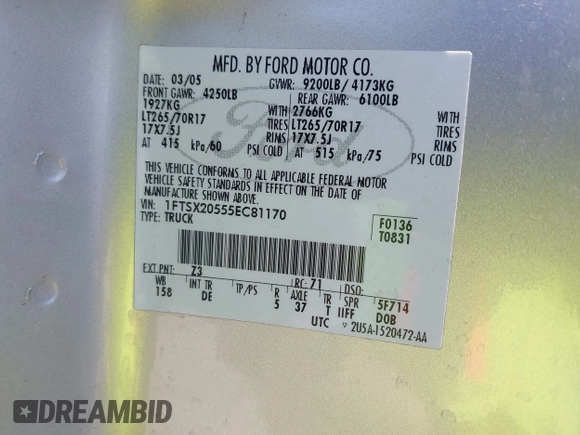 MFD. BY FORD MOTOR CO.
DATE: 03/05 GVWR: 9200LB/ 4173KG
FRONT GAWR: 4250LB REAR GAWR: 6100LB
1927KG WITH 2766KG WITH
LT265/70R17 TIRES LT265/70R17 TIRES
17X7.5J RIMS 17X7.5J RIMS
AT 415 kPa/60 PSI COLD AT 515 kPa/75 PSI COLD
THIS VEHICLE CONFORMS TO ALL APPLICABLE FEDERAL MOTOR
VEHICLE SAFETY STANDARDS IN EFFECT ON THE DATE OF
MANUFACTURE SHOWN ABOVE.
VIN: 1FTSX20555EC81170 F0136
TYPE: TRUCK T0831
EXT PNT: Z3 RC: 71 DSO:
WB INT TR TP/PS R AXLE TR SPR 5F714
158 DE 5 37 T 11FF DOB
UTC ▽ 2U5A-1520472-AA
Ford
DREAMBID